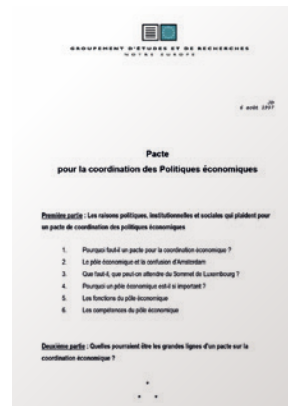 GROUPEMENT D'ÉTUDES ET DE RECHERCHES
NOTRE EUROPE
6 août 1997
Pacte
pour la coordination des Politiques économiques
Première partie : Les raisons politiques, institutionnelles et sociales qui plaident pour
un pacte de coordination des politiques économiques
1. Pourquoi faut-il un pacte pour la coordination économique ?
2. Le pôle économique et la confusion d'Amsterdam
3. Que faut-il, que peut-on attendre du Sommet de Luxembourg ?
4. Pourquoi un pôle économique est-il si important ?
5. Les fonctions du pôle économique
6. Les compétences du pôle économique
Deuxième partie : Quelles pourraient être les grandes lignes d'un pacte sur la
coordination économique ?
*
* *